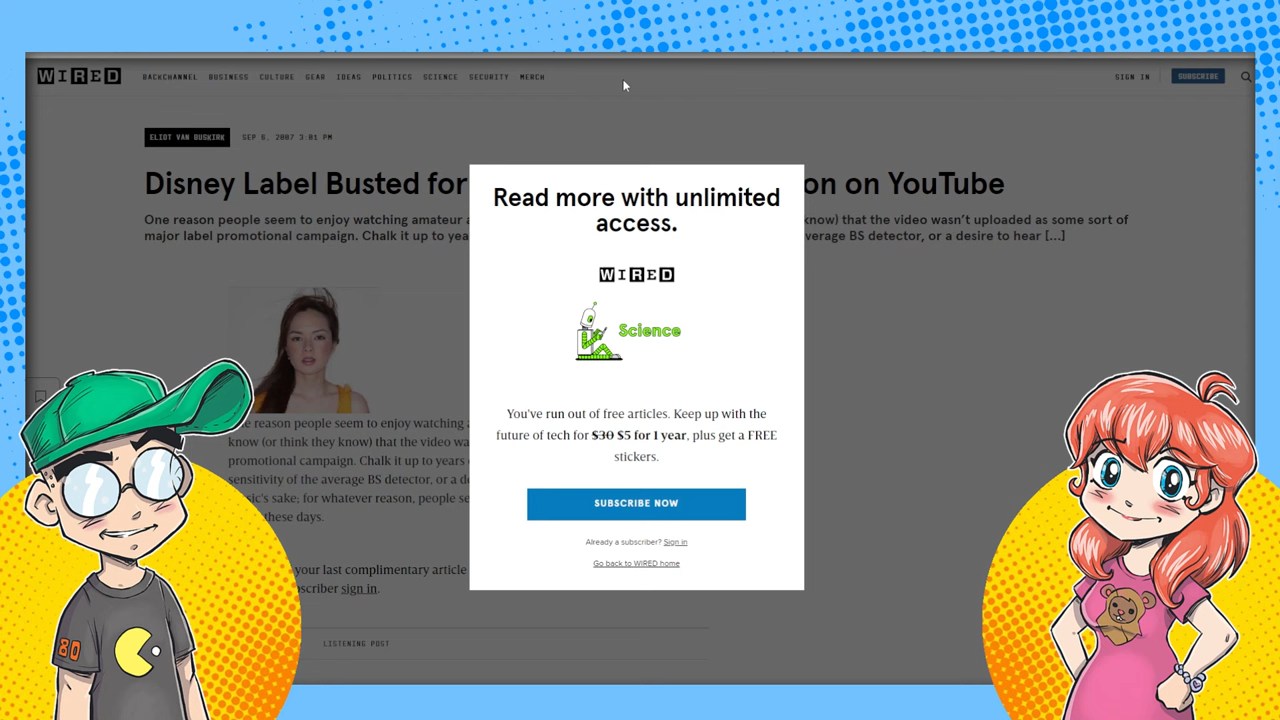 WIRED
BACKCHANNEL BUSINESS CULTURE GEAR IDEAS POLITICS SCIENCE SECURITY MERCH
SIGN IN
SUBSCRIBE
ELIOT VAN BUSKIRK
SEP 6, 2007 3:01 PM
Disney Label Busted for
on on YouTube
One reason people seem to enjoy watching amateur
know) that the video wasn't uploaded as some sort of
major label promotional campaign. Chalk it up to
average BS detector, or a desire to hear [...]
Read more with unlimited
access.
WIRED
Science
You've run out of free articles. Keep up with the
future of tech for $30 $5 for 1 year, plus get a FREE
stickers.
SUBSCRIBE NOW
Already a subscriber? Sign in
Go back to WIRED home
reason people seem to enjoy watching
know (or think they know) that the video
promotional campaign. Chalk it up to years
sensitivity of the average BS detector, or a
sake; for whatever reason, people
these days.
your last complimentary article
sign in.
LISTENING POST
80